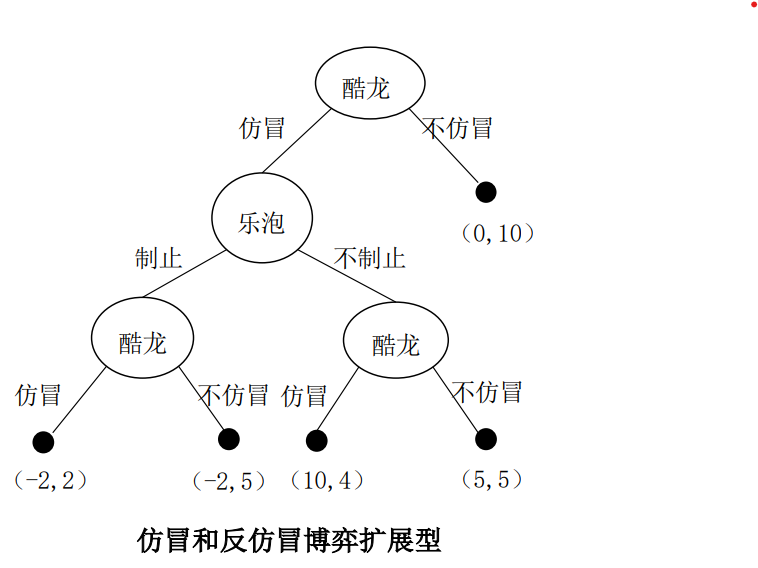 酷龙
仿冒 不仿冒
乐泡
(0,10)
制止 不制止
酷龙 酷龙
仿冒 不仿冒 仿冒 不仿冒
(-2,2) (-2,5) (10,4) (5,5)
仿冒和反仿冒博弈扩展型